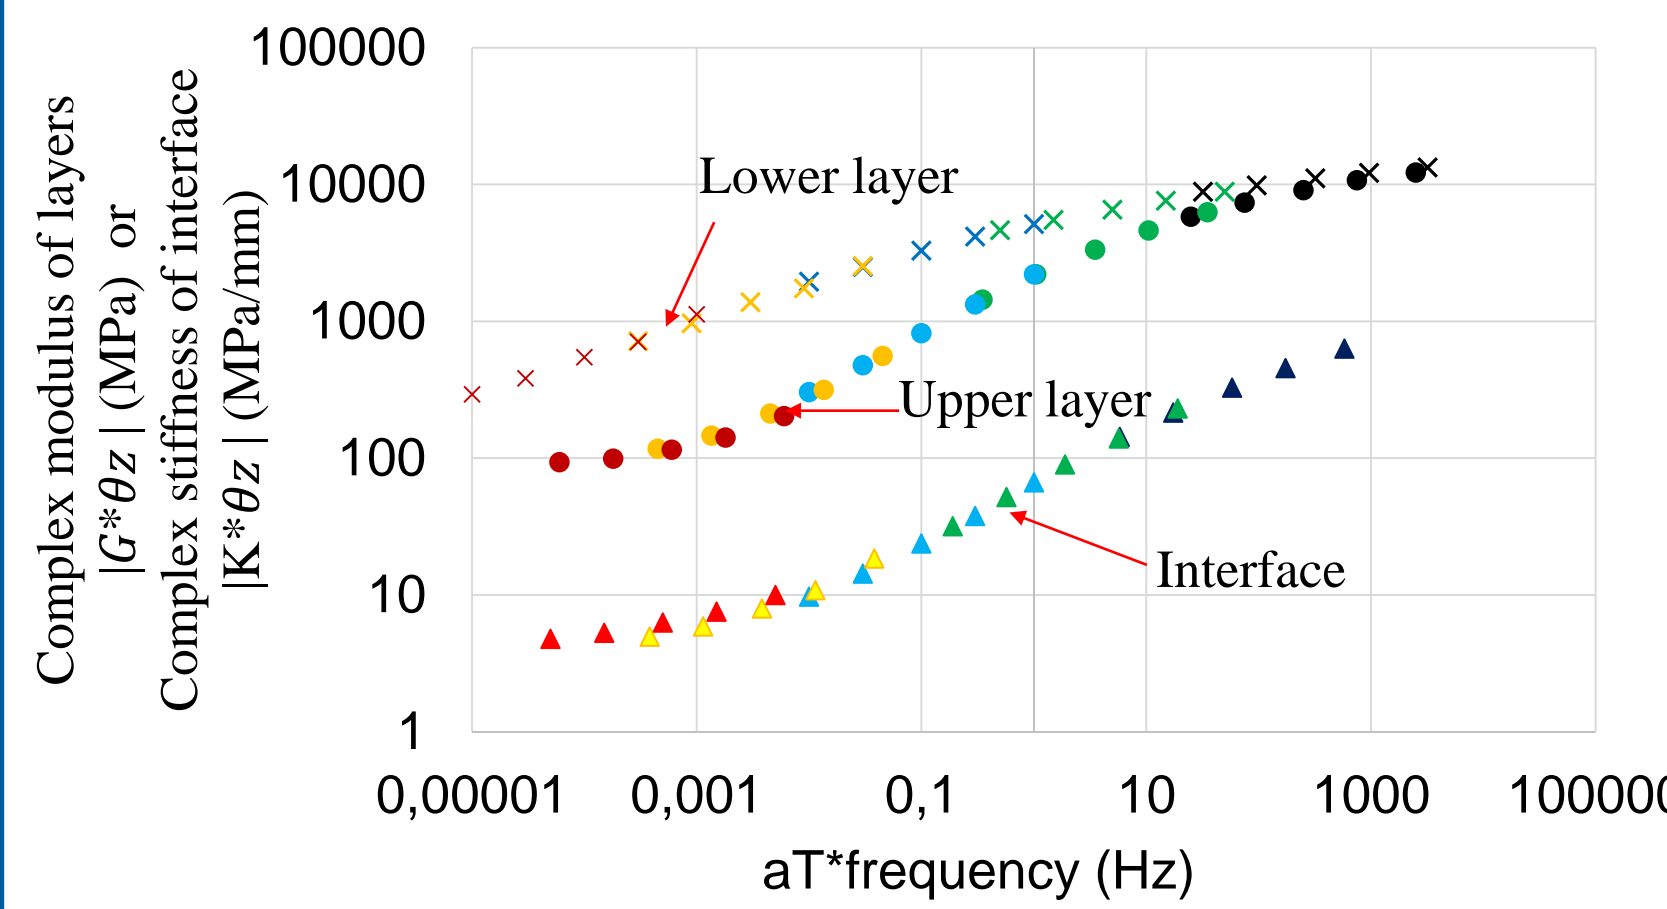 Complex modulus of layers
|G*θz| (MPa) or
Complex stiffness of interface
|K*θz| (MPa/mm)
100000
10000
1000
100
10
1
Lower layer
Upper layer
Interface
0,00001 0,001 0,1 10 1000 100000
aT*frequency (Hz)